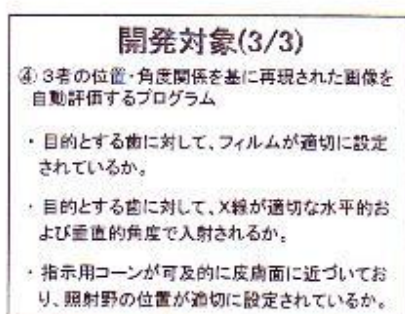 開発対象(3/3)
④ 3者の位置・角度関係を基に再現された画像を
自動評価するプログラム
・ 目的とする歯に対して、フィルムが適切に設定
されているか。
・ 目的とする歯に対して、X線が適切な水平的お
よび垂直的角度で入射されるか。
・ 指示用コーンが可及的に皮膚面に近づいてお
り、照射野の位置が適切に設定されているか。